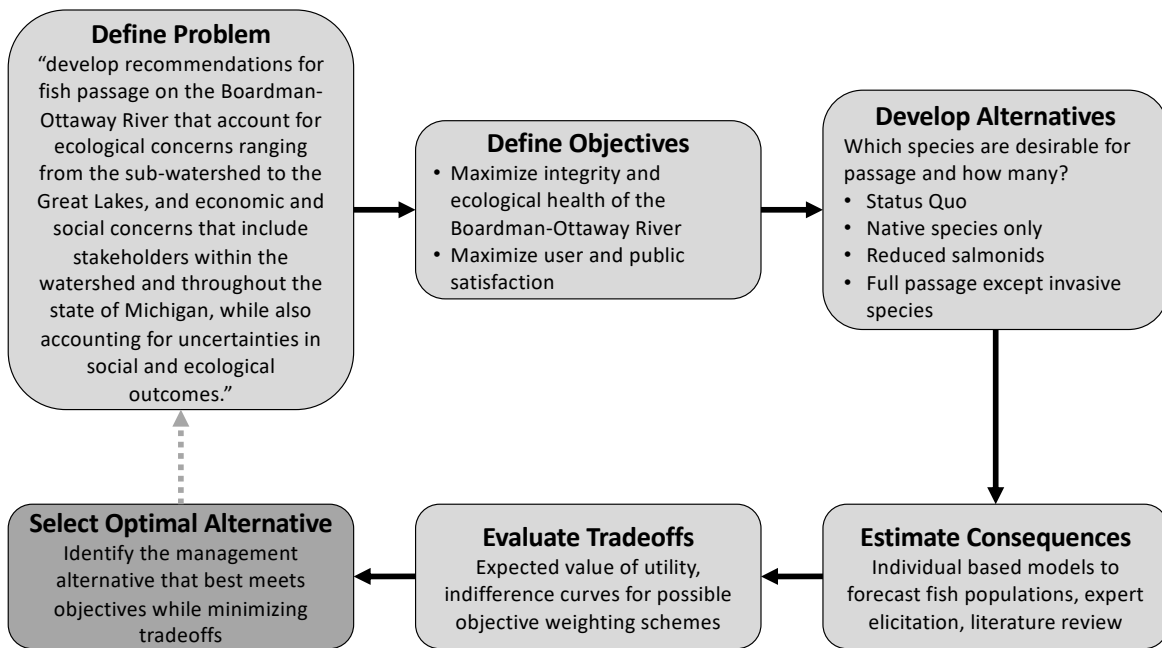 Define Problem
“develop recommendations for
fish passage on the Boardman-
Ottaway River that account for
ecological concerns ranging
from the sub-watershed to the
Great Lakes, and economic and
social concerns that include
stakeholders within the
watershed and throughout the
state of Michigan, while also
accounting for uncertainties in
social and ecological
outcomes.”
Define Objectives
• Maximize integrity and
ecological health of the
Boardman-Ottaway River
• Maximize user and public
satisfaction
Develop Alternatives
Which species are desirable for
passage and how many?
• Status Quo
• Native species only
• Reduced salmonids
• Full passage except invasive
species
Estimate Consequences
Individual based models to
forecast fish populations, expert
elicitation, literature review
Evaluate Tradeoffs
Expected value of utility,
indifference curves for possible
objective weighting schemes
Select Optimal Alternative
Identify the management
alternative that best meets
objectives while minimizing
tradeoffs